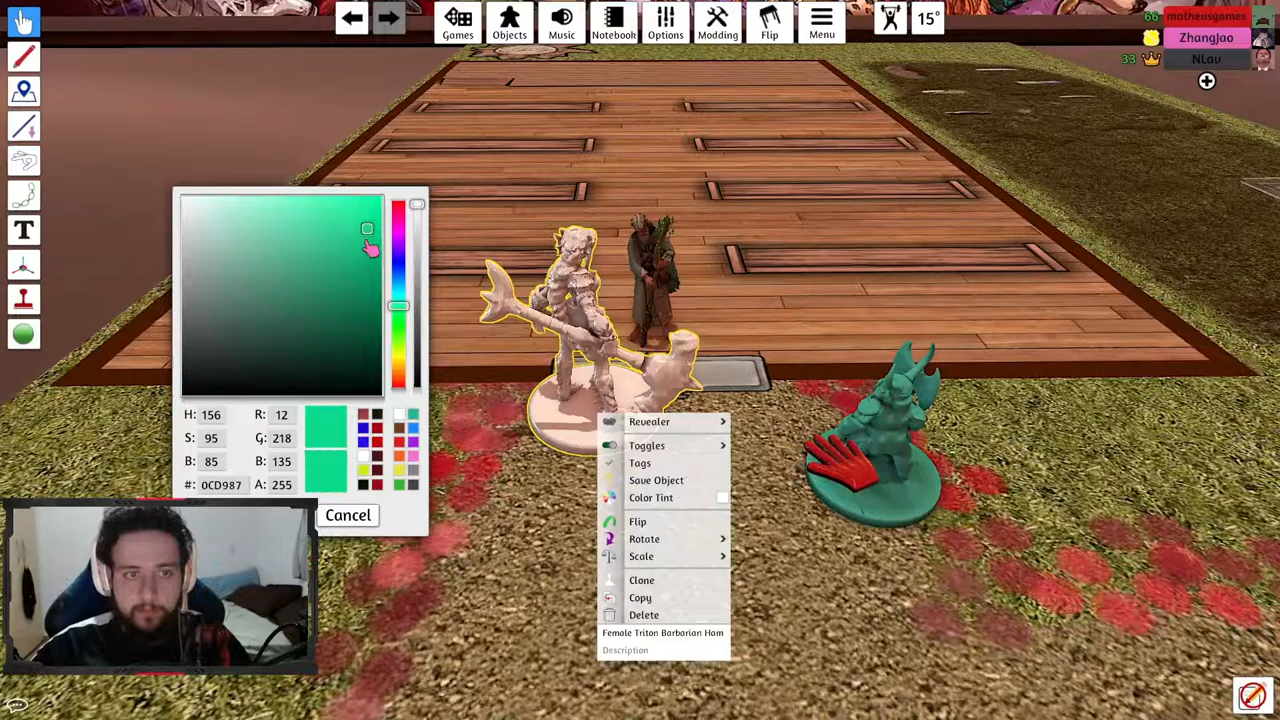 Games
Objects
Music
Notebook
Options
Modding
Flip
Menu
15°
66 matheusgames
ZhangJao
33 NLav
T
H: 156 R: 12
S: 95 G: 218
B: 85 B: 135
#: 0CD987 A: 255
Cancel
Revealer
Toggles
Tags
Save Object
Color Tint
Flip
Rotate
Scale
Clone
Copy
Delete
Female Triton Barbarian Ham
Description